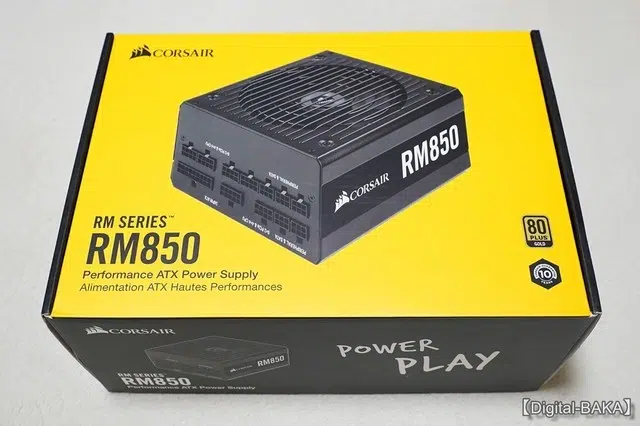 CORSAIR
RM850
CORSAIR
RM SERIES™
RM850
Performance ATX Power Supply
Alimentation ATX Hautes Performances
80
PLUS
GOLD
10
CORSAIR
RM SERIES™
RM850
Performance ATX Power Supply
RM850
POWER
PLAY
【Digital-BAKA】